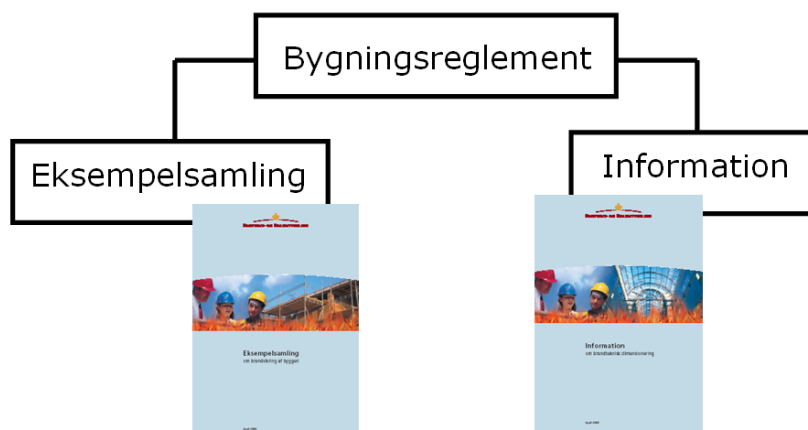 Bygningsreglement
Eksempelsamling
Information
Eksempelsamling
om brandsikring af byggeri
Information
om brandteknisk dimensionering